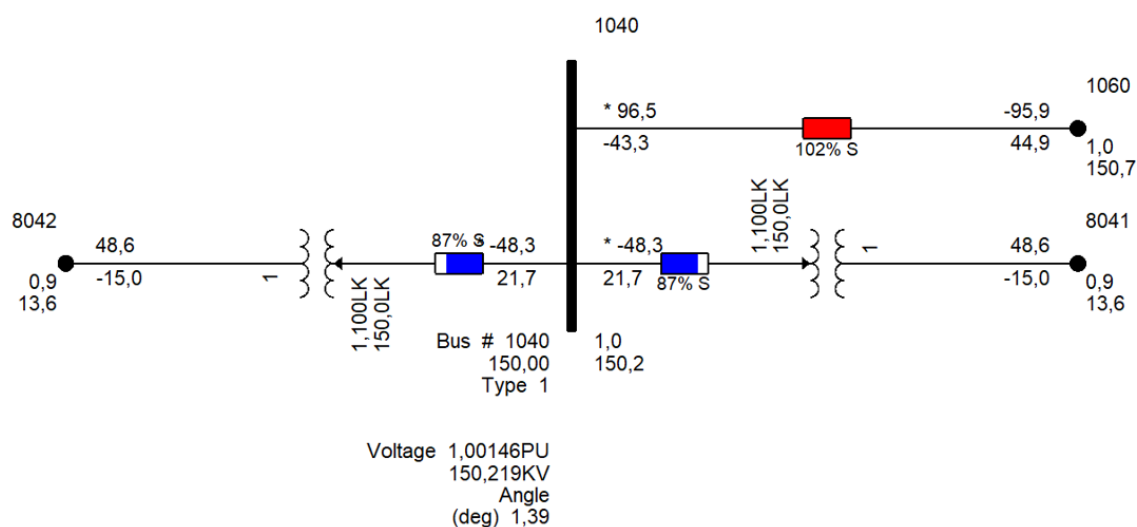 1040
1060
* 96,5
-95,9
-43,3
102% S
44,9
1,0
150,7
8042
8041
48,6
87% S
* -48,3
* -48,3
1,100LK
150,0LK
1
48,6
-15,0
1
21,7
21,7
87% S
-15,0
0,9
13,6
1,100LK
150,0LK
0,9
13,6
Bus # 1040
150,00
Type 1
1,0
150,2
Voltage 1,00146PU
150,219KV
Angle
(deg) 1,39